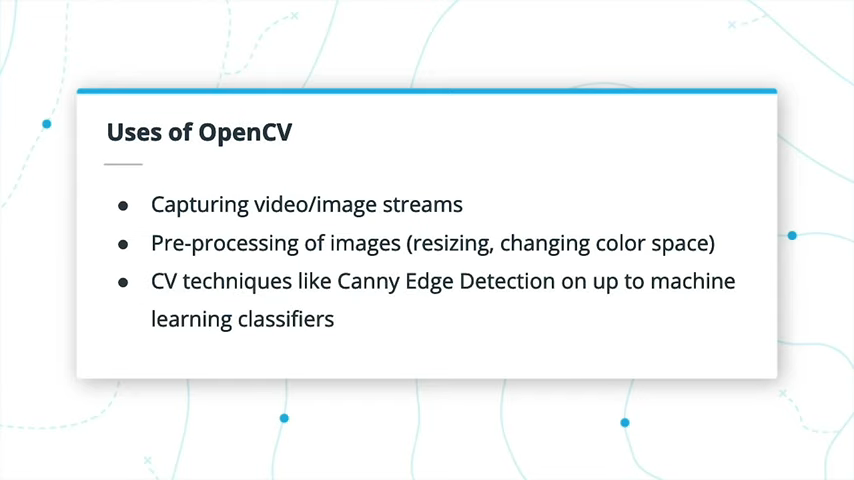 Uses of OpenCV
● Capturing video/image streams
● Pre-processing of images (resizing, changing color space)
● CV techniques like Canny Edge Detection on up to machine
learning classifiers